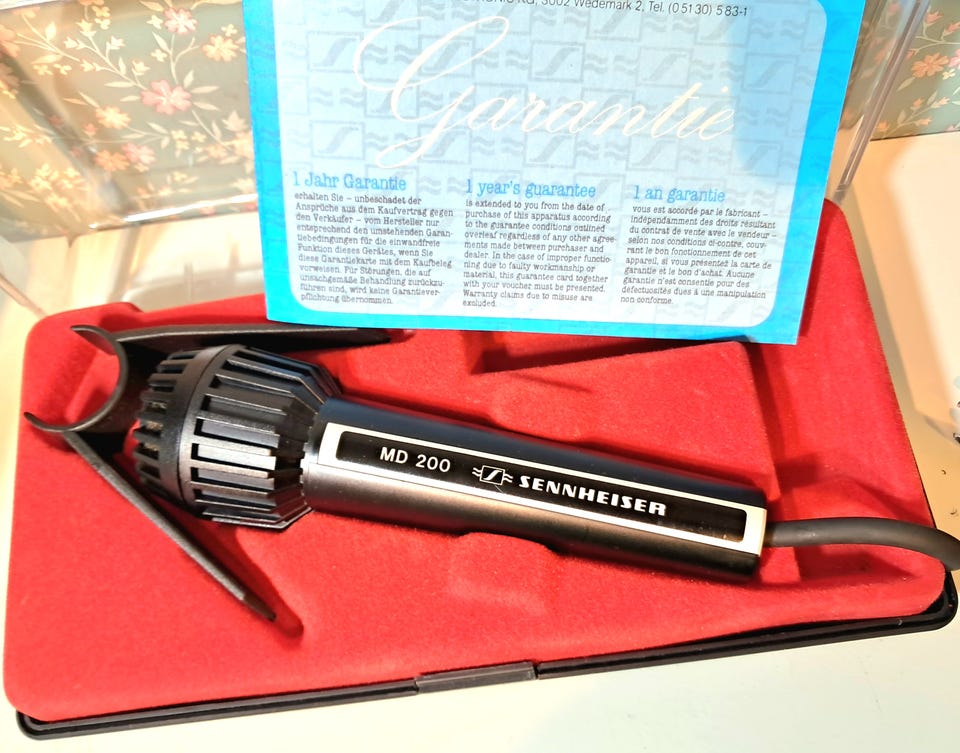 KG, 3002 Wedemark 2, Tel. (0 51 30) 5 83-1
Garantie
1 Jahr Garantie
erhalten Sie – unbeschadet der
Ansprüche aus dem Kaufvertrag gegen
den Verkäufer – vom Hersteller nur
entsprechend den umstehenden Garan-
tiebedingungen für die einwandfreie
Funktion dieses Gerätes, wenn Sie
diese Garantiekarte mit dem Kaufbeleg
vorweisen. Für Störungen, die auf
unsachgemäße Behandlung zurückzu-
führen sind, wird keine Garantiever-
pflichtung übernommen.
1 year's guarantee
is extended to you from the date of
purchase of this apparatus according
to the guarantee conditions outlined
overleaf regardless of any other agree-
ments made between purchaser and
dealer. In the case of improper functio-
ning due to faulty workmanship or
material, this guarantee card together
with your voucher must be presented.
Warranty claims due to misuse are
excluded.
1 an garantie
vous est accordé par le fabricant –
indépendamment des droits résultant
du contrat de vente avec le vendeur –
selon nos conditions ci-contre, couv-
rant le bon fonctionnement de cet
appareil, si vous présentez la carte de
garantie et le bon d'achat. Aucune
garantie n'est consentie pour des
défectuosités dues à une manipulation
non conforme.
MD 200 SENNHEISER